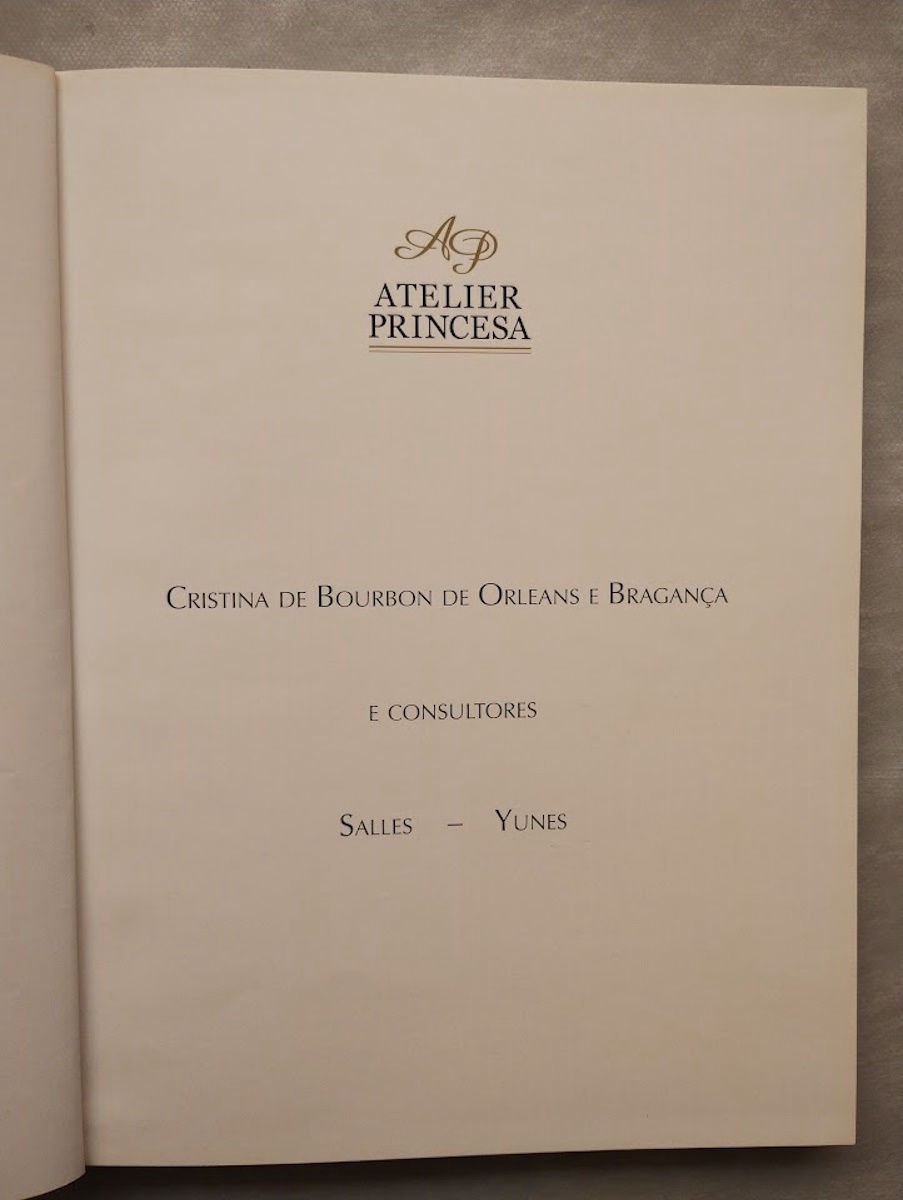 AP
ATELIER
PRINCESA
CRISTINA DE BOURBON DE ORLEANS E BRAGANÇA
E CONSULTORES
SALLES – YUNES